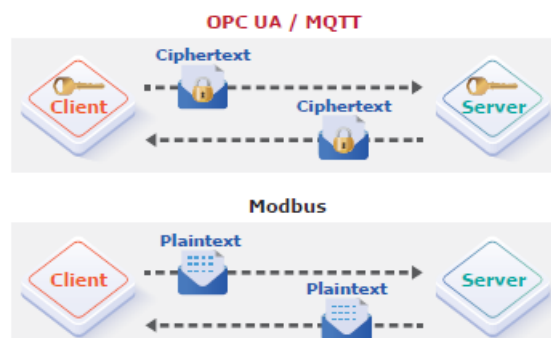 OPC UA / MQTT
Ciphertext
Client
Ciphertext
Server
Modbus
Plaintext
Client
Plaintext
Server